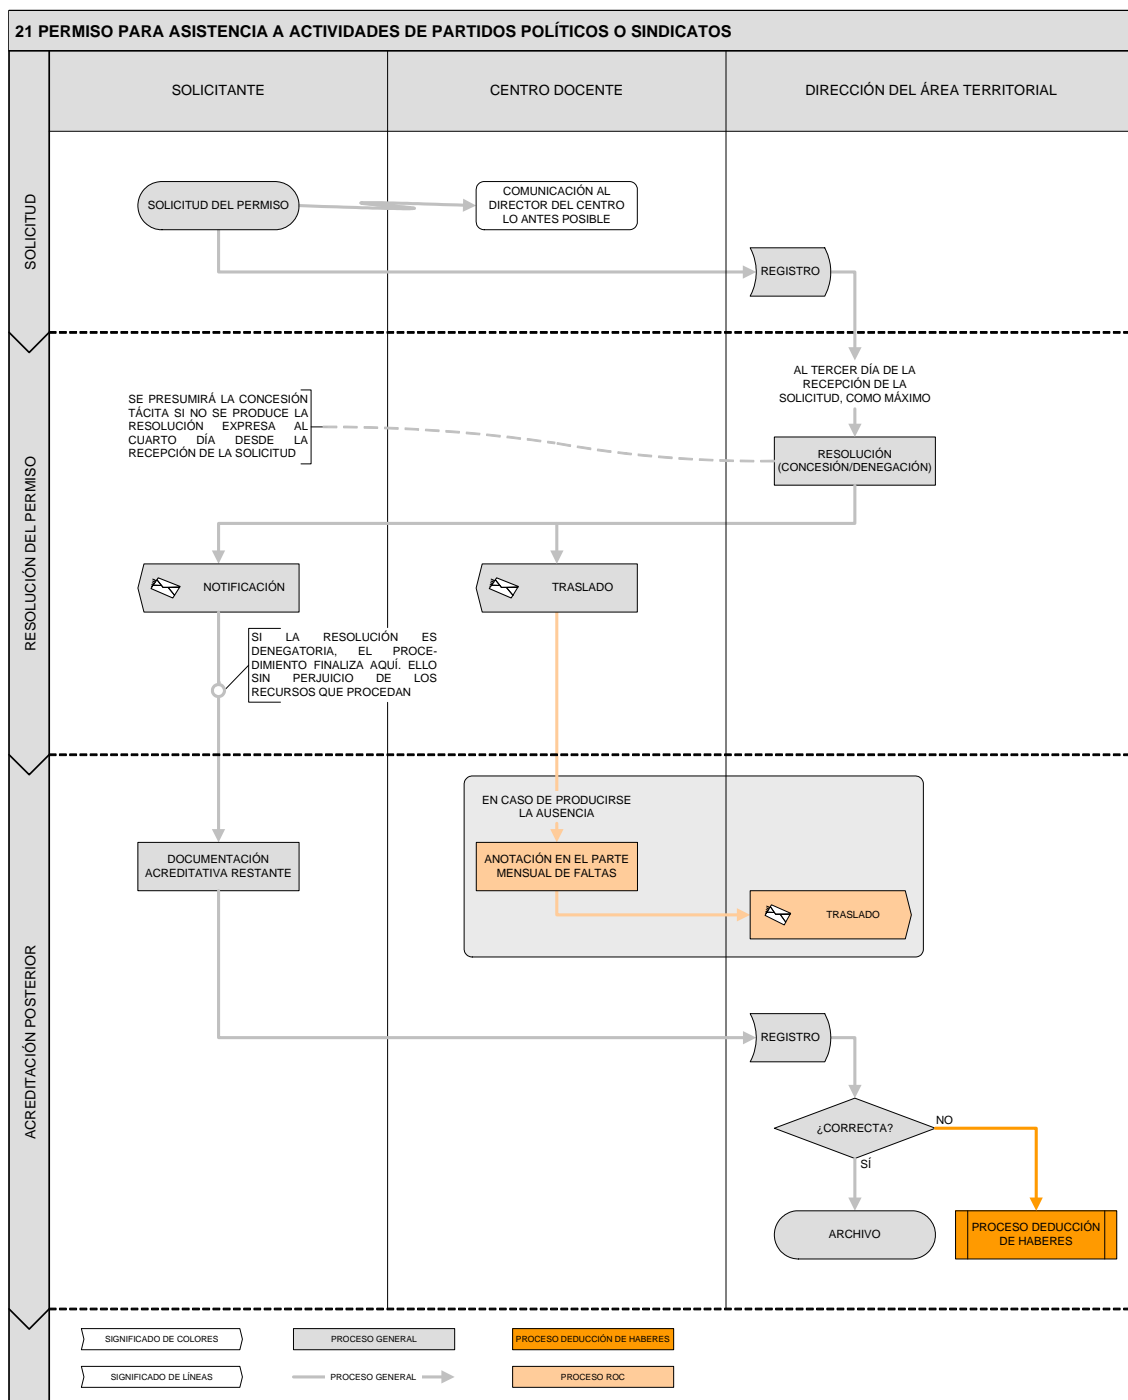 21 PERMISO PARA ASISTENCIA A ACTIVIDADES DE PARTIDOS POLÍTICOS O SINDICATOS
SOLICITANTE
CENTRO DOCENTE
DIRECCIÓN DEL ÁREA TERRITORIAL
SOLICITUD
SOLICITUD DEL PERMISO
COMUNICACIÓN AL
DIRECTOR DEL CENTRO
LO ANTES POSIBLE
REGISTRO
RESOLUCIÓN DEL PERMISO
AL TERCER DÍA DE LA
RECEPCIÓN DE LA
SOLICITUD, COMO MÁXIMO
SE PRESUMIRÁ LA CONCESIÓN
TÁCITA SI NO SE PRODUCE LA
RESOLUCIÓN EXPRESA AL
CUARTO DÍA DESDE LA
RECEPCIÓN DE LA SOLICITUD
RESOLUCIÓN
(CONCESIÓN/DENEGACIÓN)
NOTIFICACIÓN
TRASLADO
SI LA RESOLUCIÓN ES
DENEGATORIA, EL PROCE-
DIMIENTO FINALIZA AQUÍ. ELLO
SIN PERJUICIO DE LOS
RECURSOS QUE PROCEDAN
ACREDITACIÓN POSTERIOR
EN CASO DE PRODUCIRSE
LA AUSENCIA
DOCUMENTACIÓN
ACREDITATIVA RESTANTE
ANOTACIÓN EN EL PARTE
MENSUAL DE FALTAS
TRASLADO
REGISTRO
¿CORRECTA?
NO
SÍ
ARCHIVO
PROCESO DEDUCCIÓN
DE HABERES
SIGNIFICADO DE COLORES
PROCESO GENERAL
PROCESO DEDUCCIÓN DE HABERES
SIGNIFICADO DE LÍNEAS
PROCESO GENERAL
PROCESO ROC